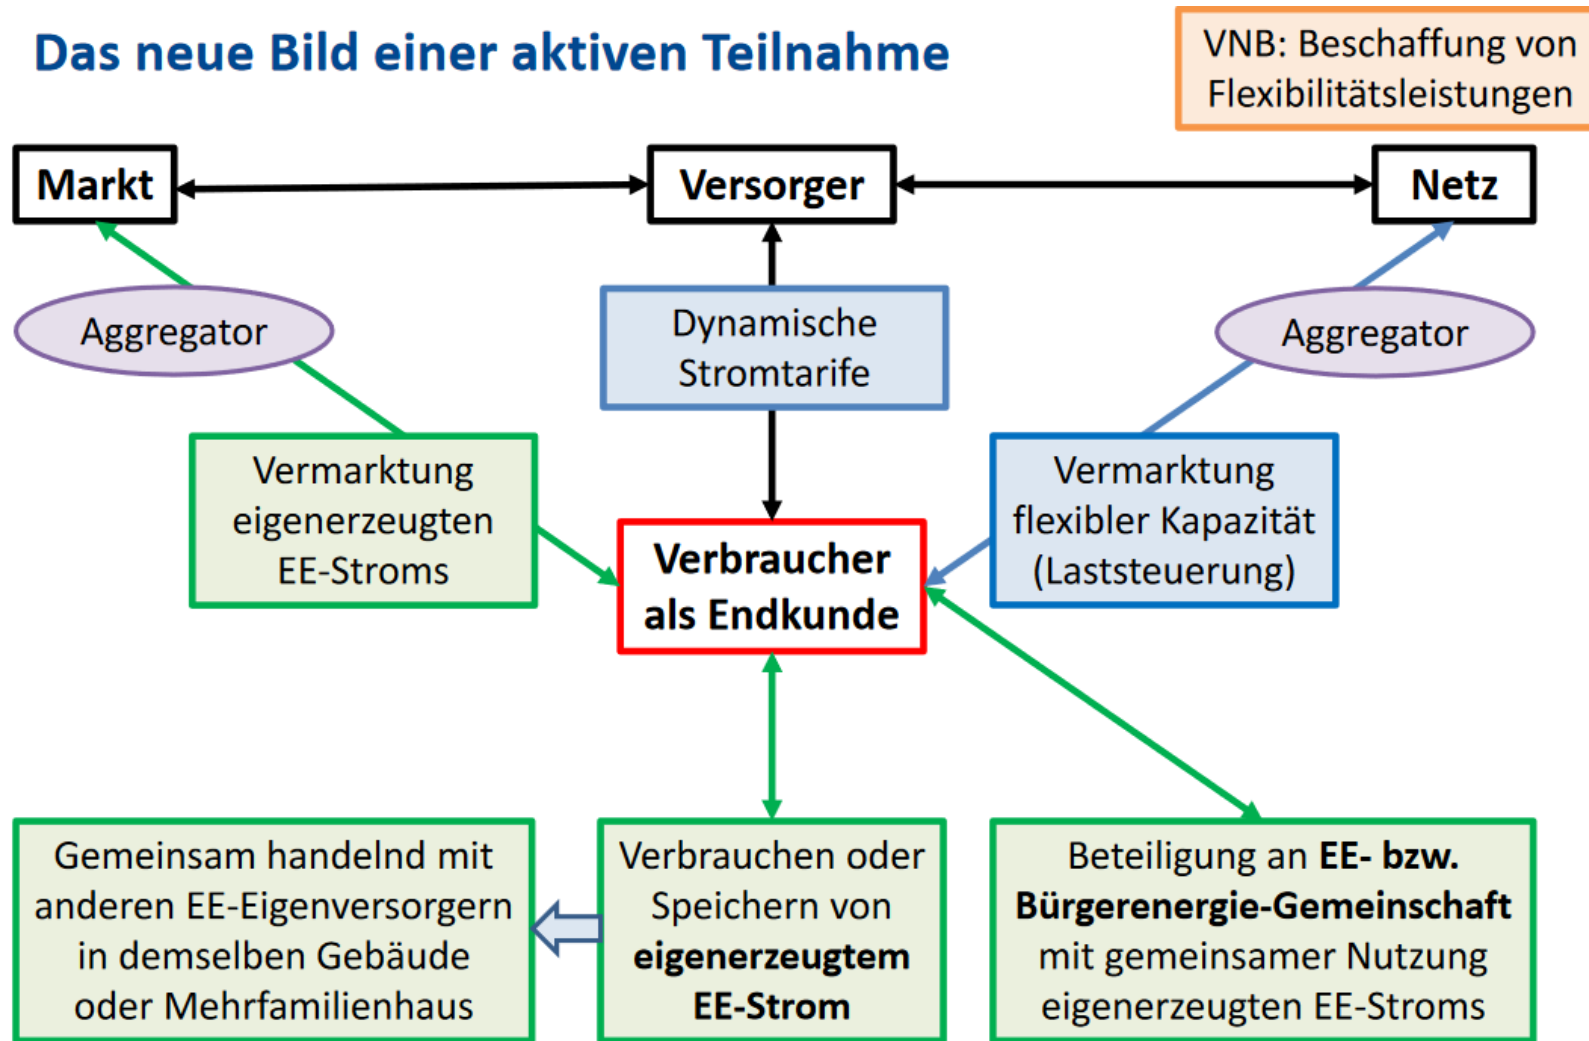 Das neue Bild einer aktiven Teilnahme
VNB: Beschaffung von
Flexibilitätsleistungen
Markt
Versorger
Netz
Aggregator
Dynamische
Stromtarife
Aggregator
Vermarktung
eigenerzeugten
EE-Stroms
Verbraucher
als Endkunde
Vermarktung
flexibler Kapazität
(Laststeuerung)
Gemeinsam handelnd mit
anderen EE-Eigenversorgern
in demselben Gebäude
oder Mehrfamilienhaus
Verbrauchen oder
Speichern von
eigenerzeugtem
EE-Strom
Beteiligung an EE- bzw.
Bürgerenergie-Gemeinschaft
mit gemeinsamer Nutzung
eigenerzeugten EE-Stroms